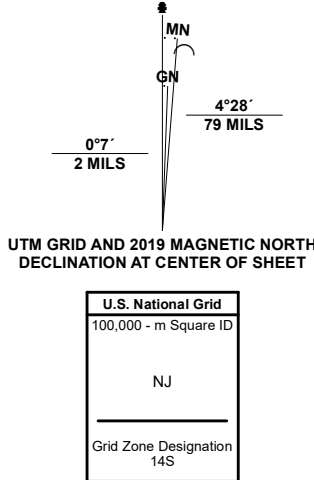 MN
GN
4°28´
79 MILS
0°7´
2 MILS
UTM GRID AND 2019 MAGNETIC NORTH
DECLINATION AT CENTER OF SHEET
U.S. National Grid
100,000 - m Square ID
NJ
Grid Zone Designation
14S